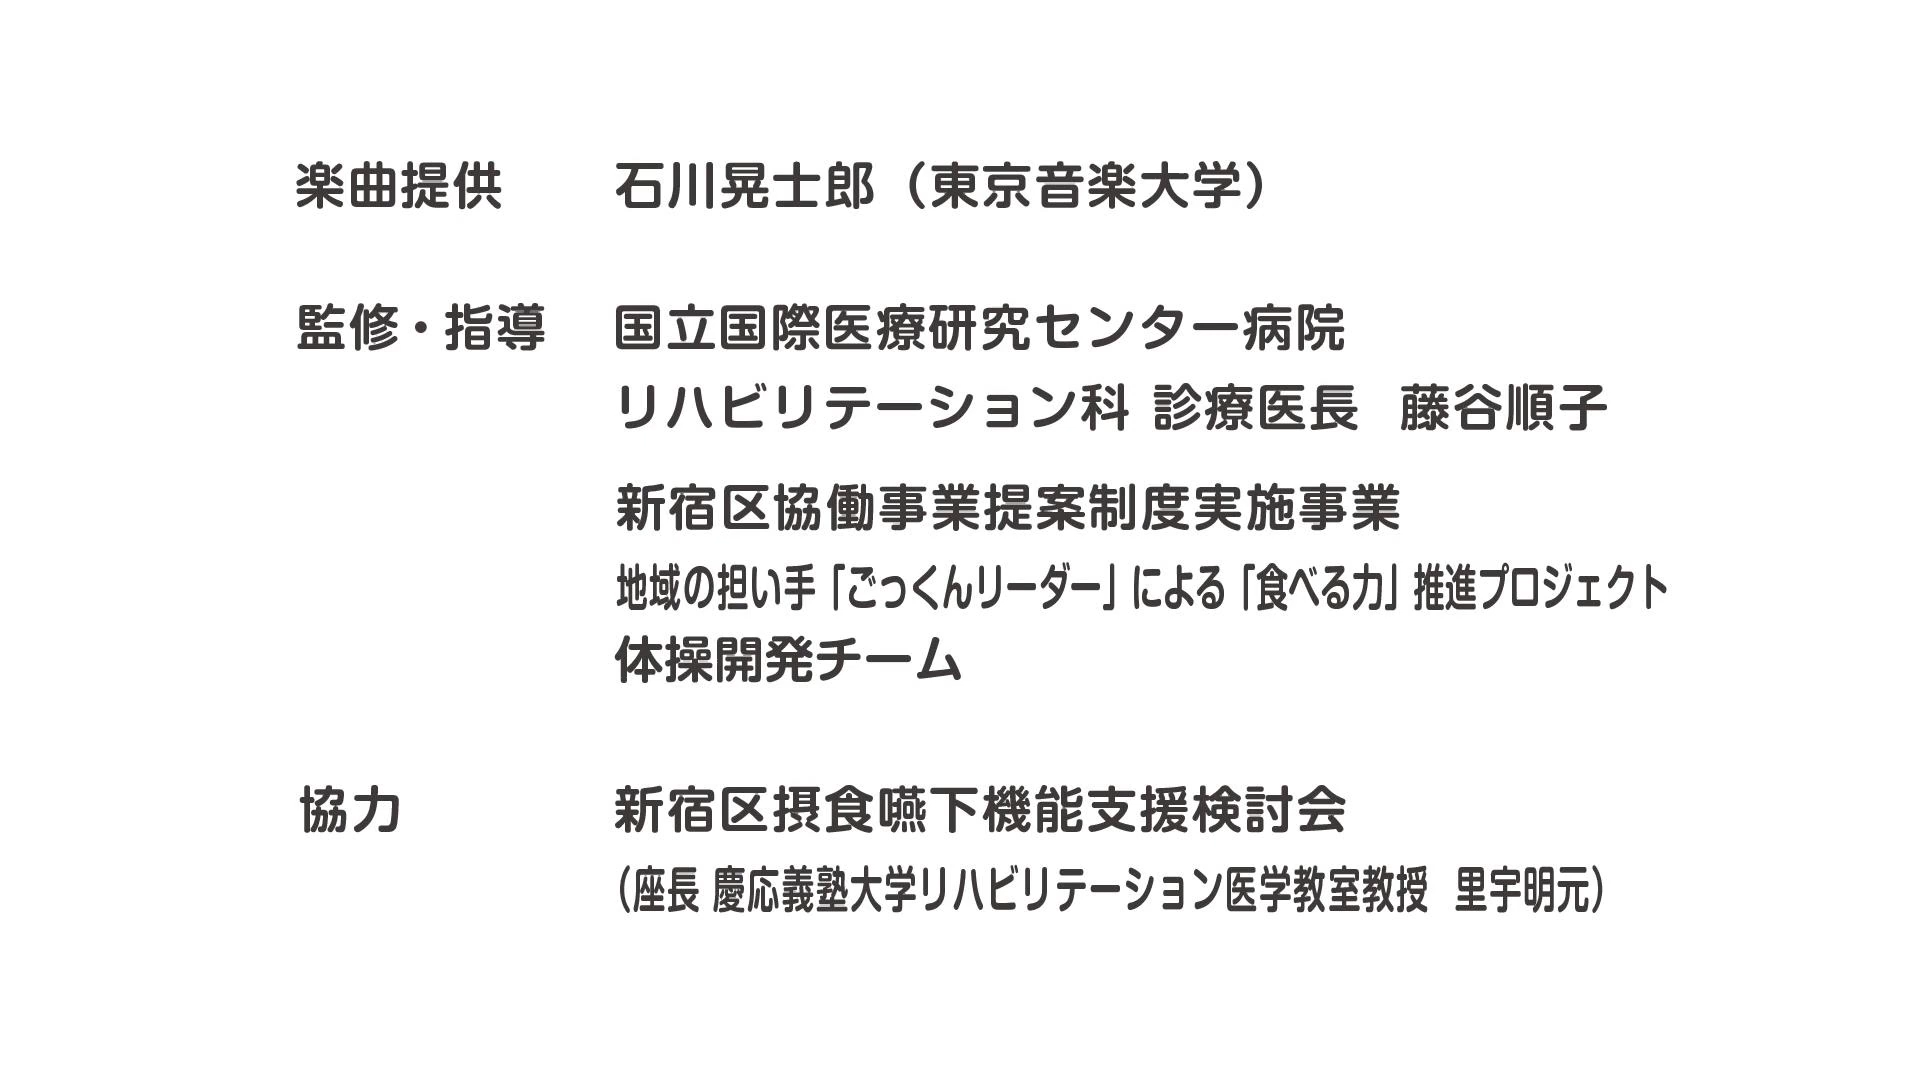 楽曲提供 石川晃士郎（東京音楽大学）
監修・指導 国立国際医療研究センター病院
リハビリテーション科 診療医長 藤谷順子
新宿区協働事業提案制度実施事業
地域の担い手「ごっくんリーダー」による「食べる力」推進プロジェクト
体操開発チーム
協力 新宿区摂食嚥下機能支援検討会
（座長 慶応義塾大学リハビリテーション医学教室教授 里宇明元）